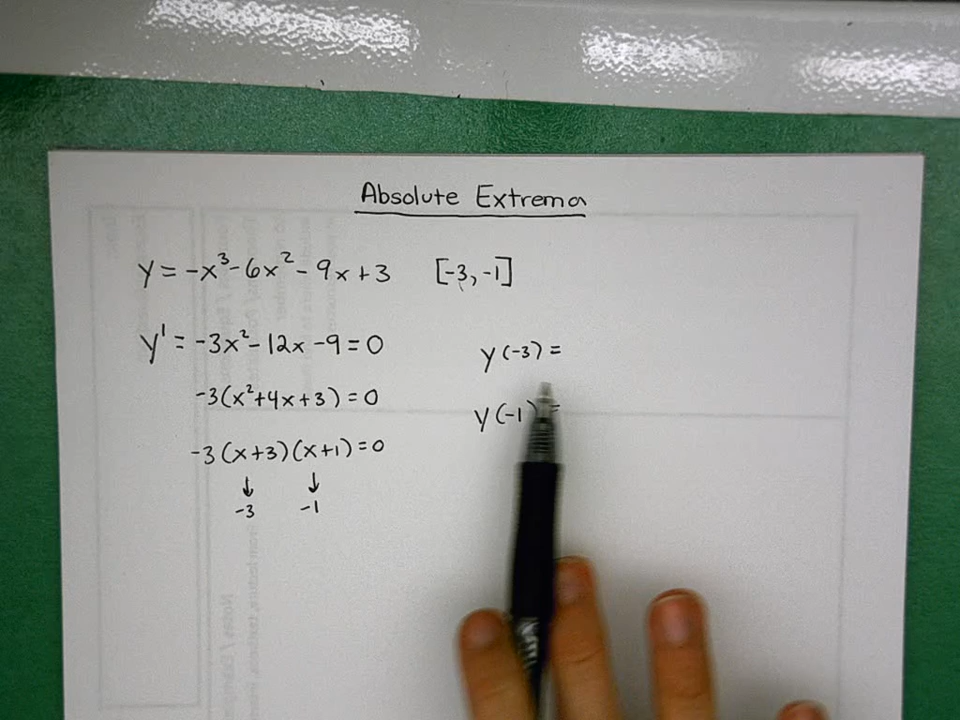 Absolute Extrema
y = -x³ - 6x² - 9x + 3 [-3, -1]
y' = -3x² - 12x - 9 = 0
-3(x² + 4x + 3) = 0
-3(x + 3)(x + 1) = 0
↓ ↓
-3 -1
y(-3) =
y(-1) =